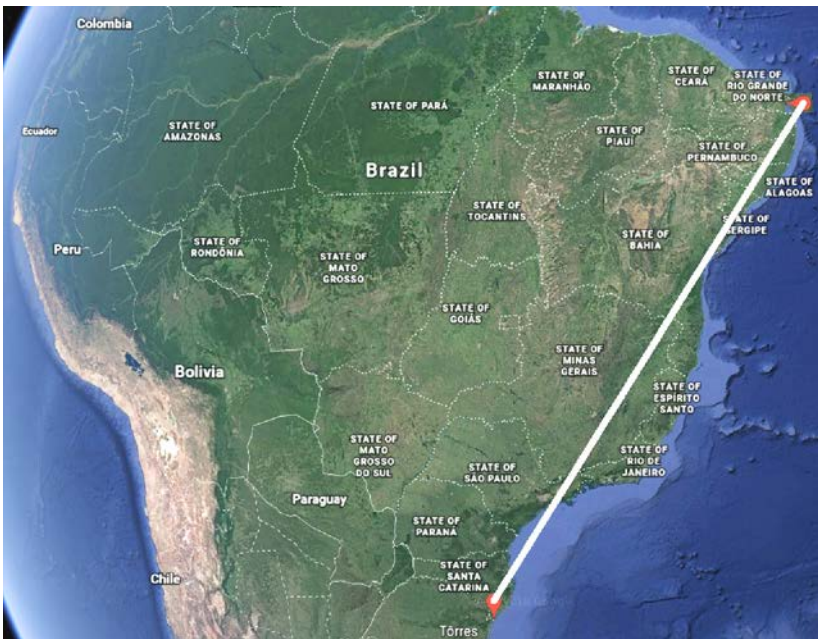 Colombia
STATE OF
MARANHÃO
STATE OF
CEARÁ
STATE OF
RIO GRANDE
DO NORTE
STATE OF PARÁ
Ecuador
STATE OF
AMAZONAS
STATE OF
PIAUÍ
STATE OF
PERNAMBUCO
Brazil
STATE OF
ALAGOAS
STATE OF
TOCANTINS
STATE OF
SERGIPE
STATE OF
BAHIA
Peru
STATE OF
RONDÔNIA
STATE OF
MATO
GROSSO
STATE OF
GOIÁS
STATE OF
MINAS
GERAIS
Bolivia
STATE OF
ESPÍRITO
SANTO
STATE OF
MATO
GROSSO
DO SUL
STATE OF
SÃO PAULO
STATE OF
RIO DE
JANEIRO
Paraguay
STATE OF
PARANÁ
Chile
STATE OF
SANTA
CATARINA
Tôrres